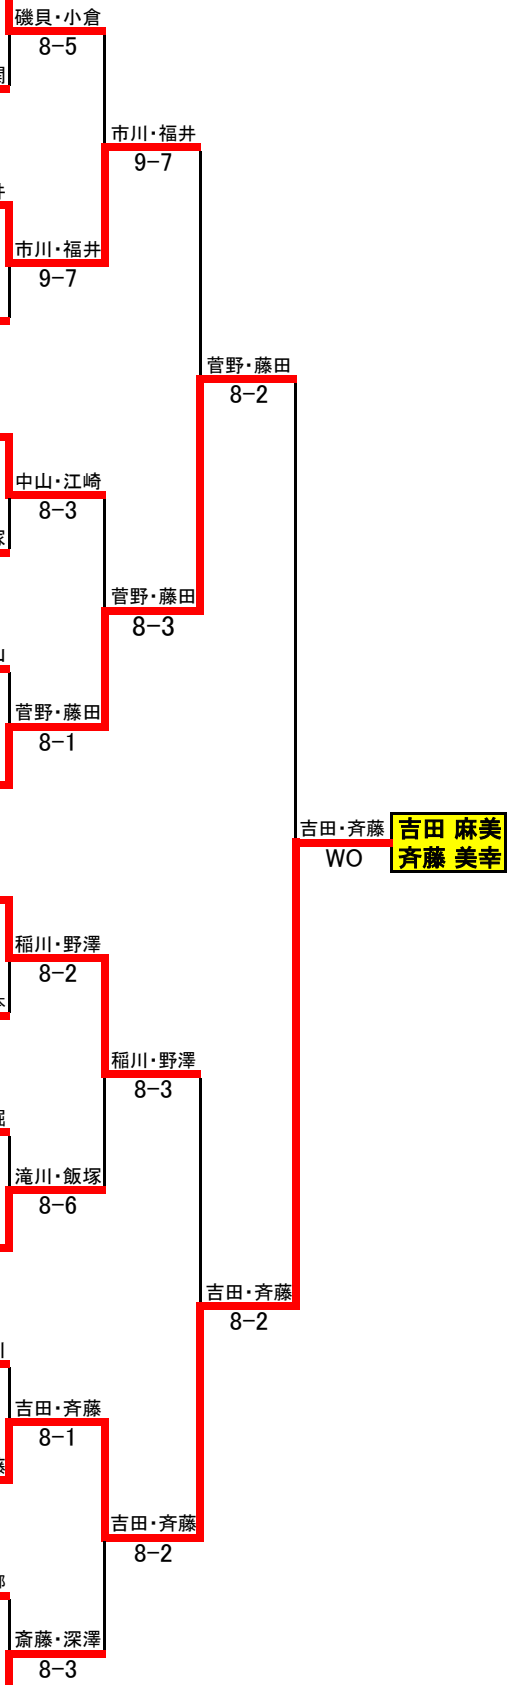 磯貝・小倉
8-5
市川・福井
9-7
市川・福井
9-7
菅野・藤田
8-2
中山・江崎
8-3
菅野・藤田
8-3
菅野・藤田
8-1
吉田・斉藤
WO
吉田 麻美
斉藤 美幸
稲川・野澤
8-2
稲川・野澤
8-3
滝川・飯塚
8-6
吉田・斉藤
8-2
吉田・斉藤
8-1
吉田・斉藤
8-2
斎藤・深澤
8-3